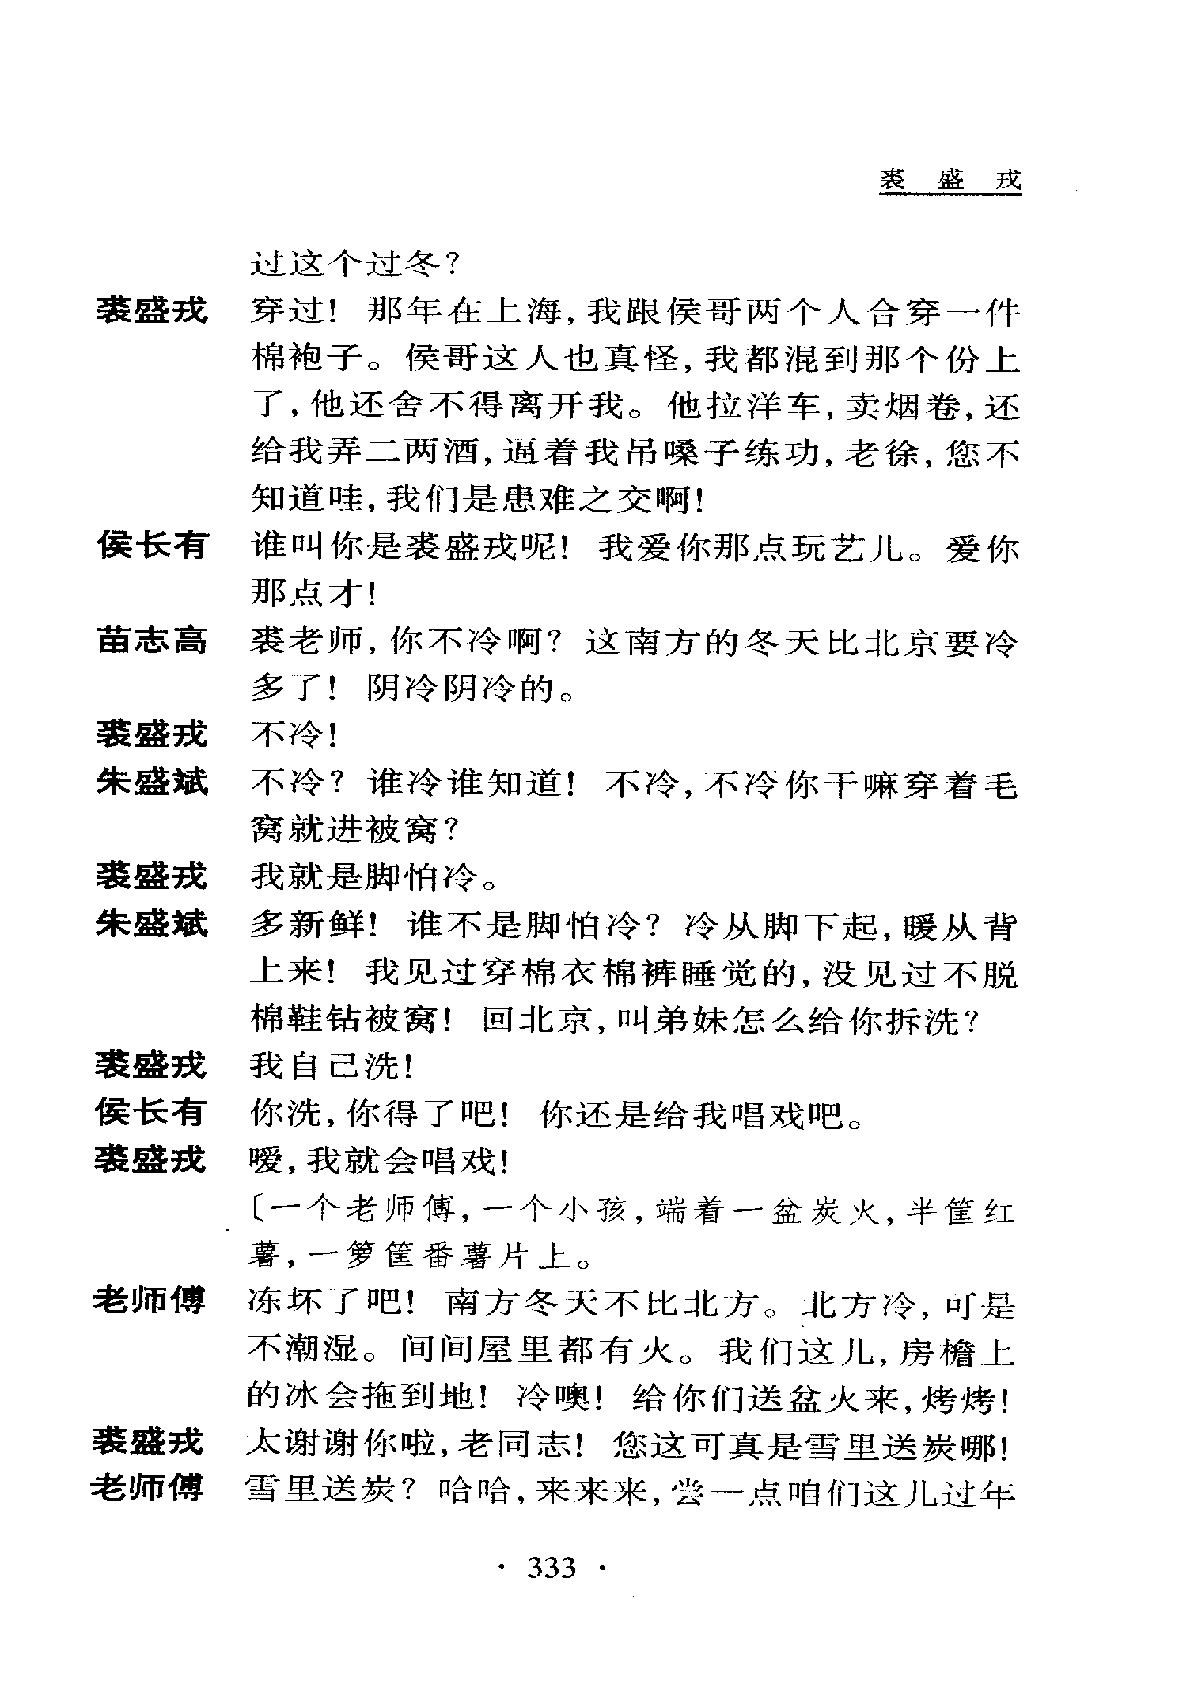 裘盛戎
过这个过冬？
裘盛戎 穿过！那年在上海，我跟侯哥两个人合穿一件
棉袍子。侯哥这人也真怪，我都混到那个份上
了，他还舍不得离开我。他拉洋车，卖烟卷，还
给我弄二两酒，逼着我吊嗓子练功，老徐，您不
知道哇，我们是患难之交啊！
侯长有 谁叫你是裘盛戎呢！我爱你那点玩艺儿。爱你
那点才！
苗志高 裘老师，你不冷啊？这南方的冬天比北京要冷
多了！阴冷阴冷的。
裘盛戎 不冷！
朱盛斌 不冷？谁冷谁知道！不冷，不冷你干嘛穿着毛
窝就进被窝？
裘盛戎 我就是脚怕冷。
朱盛斌 多新鲜！谁不是脚怕冷？冷从脚下起，暖从背
上来！我见过穿棉衣棉裤睡觉的，没见过不脱
棉鞋钻被窝！回北京，叫弟妹怎么给你拆洗？
裘盛戎 我自己洗！
侯长有 你洗，你得了吧！你还是给我唱戏吧。
裘盛戎 嗳，我就会唱戏！
〔一个老师傅，一个小孩，端着一盆炭火，半筐红
薯，一箩筐番薯片上。
老师傅 冻坏了吧！南方冬天不比北方。北方冷，可是
不潮湿。间间屋里都有火。我们这儿，房檐上
的冰会拖到地！冷噢！给你们送盆火来，烤烤！
裘盛戎 太谢谢你啦，老同志！您这可真是雪里送炭哪！
老师傅 雪里送炭？哈哈，来来来，尝一点咱们这儿过年
· 333 ·